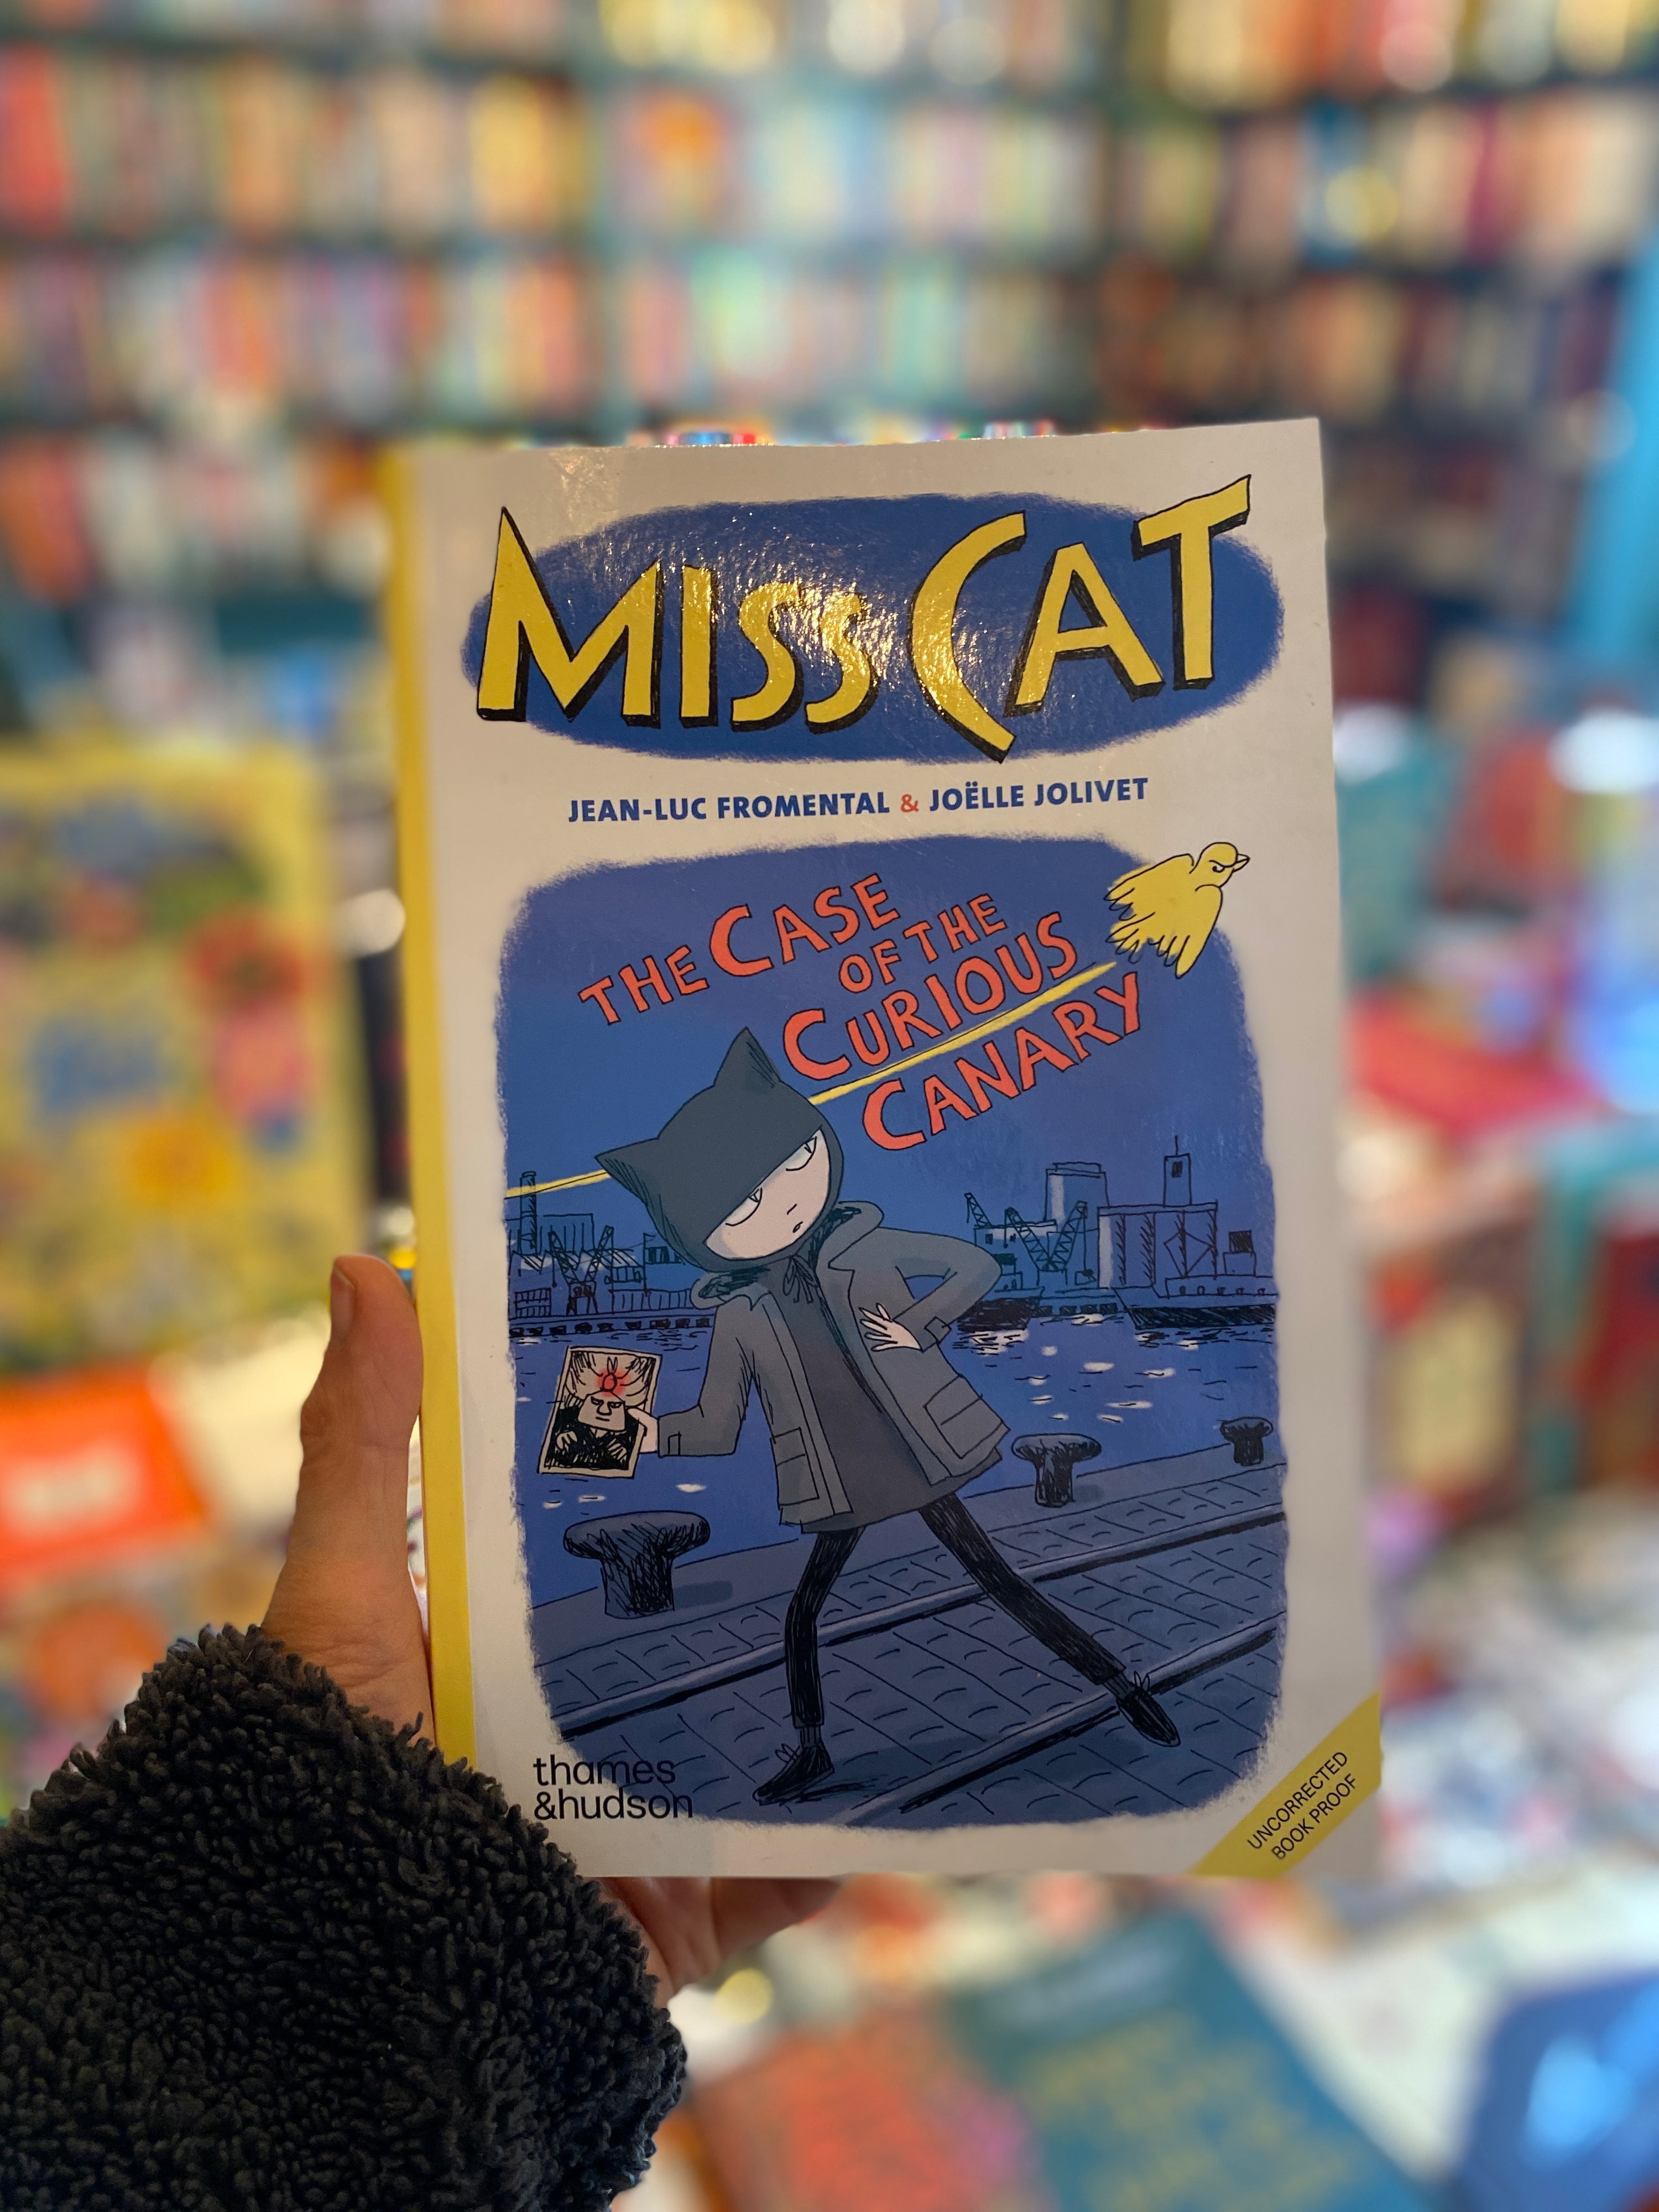 MISS CAT
JEAN-LUC FROMENTAL & JOËLLE JOLIVET
THE CASE
OF THE
CURIOUS
CANARY
thames
&hudson
UNCORRECTED
BOOK PROOF